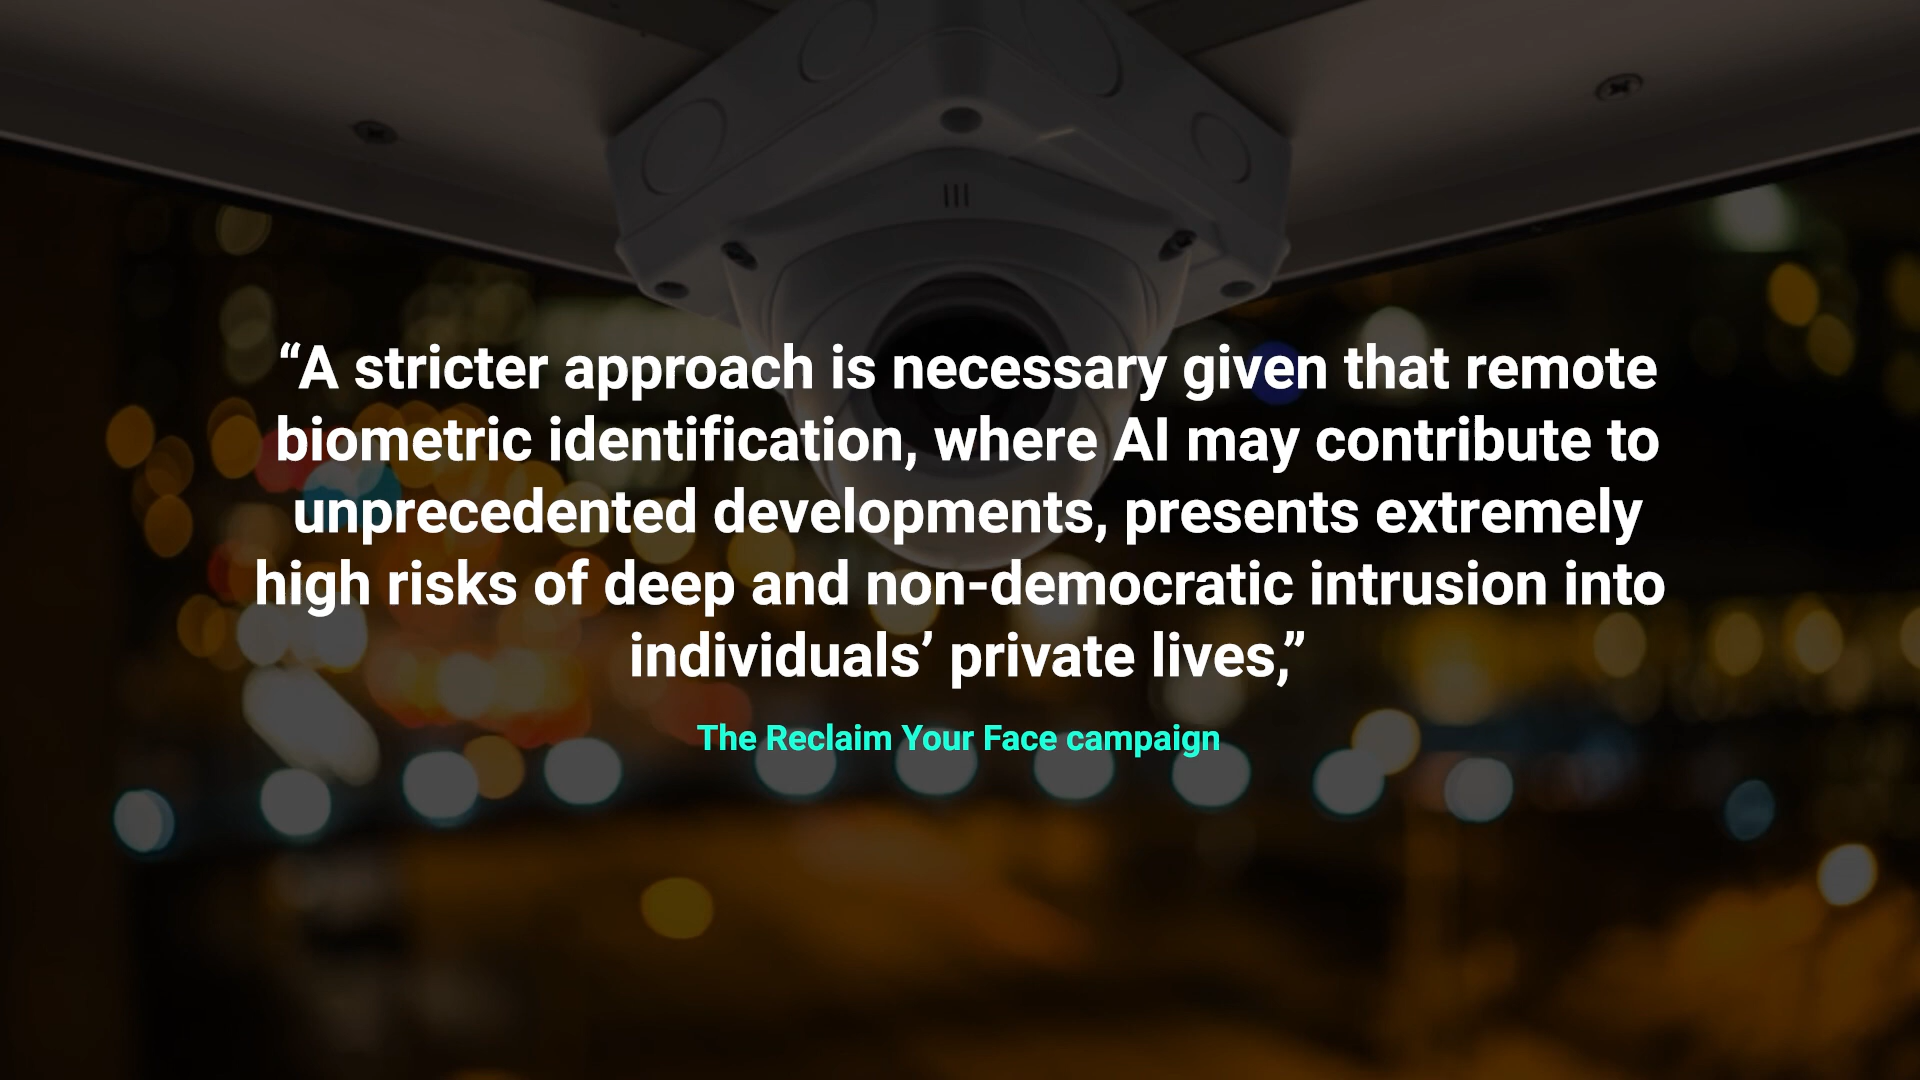 “A stricter approach is necessary given that remote
biometric identification, where AI may contribute to
unprecedented developments, presents extremely
high risks of deep and non-democratic intrusion into
individuals’ private lives,”
The Reclaim Your Face campaign